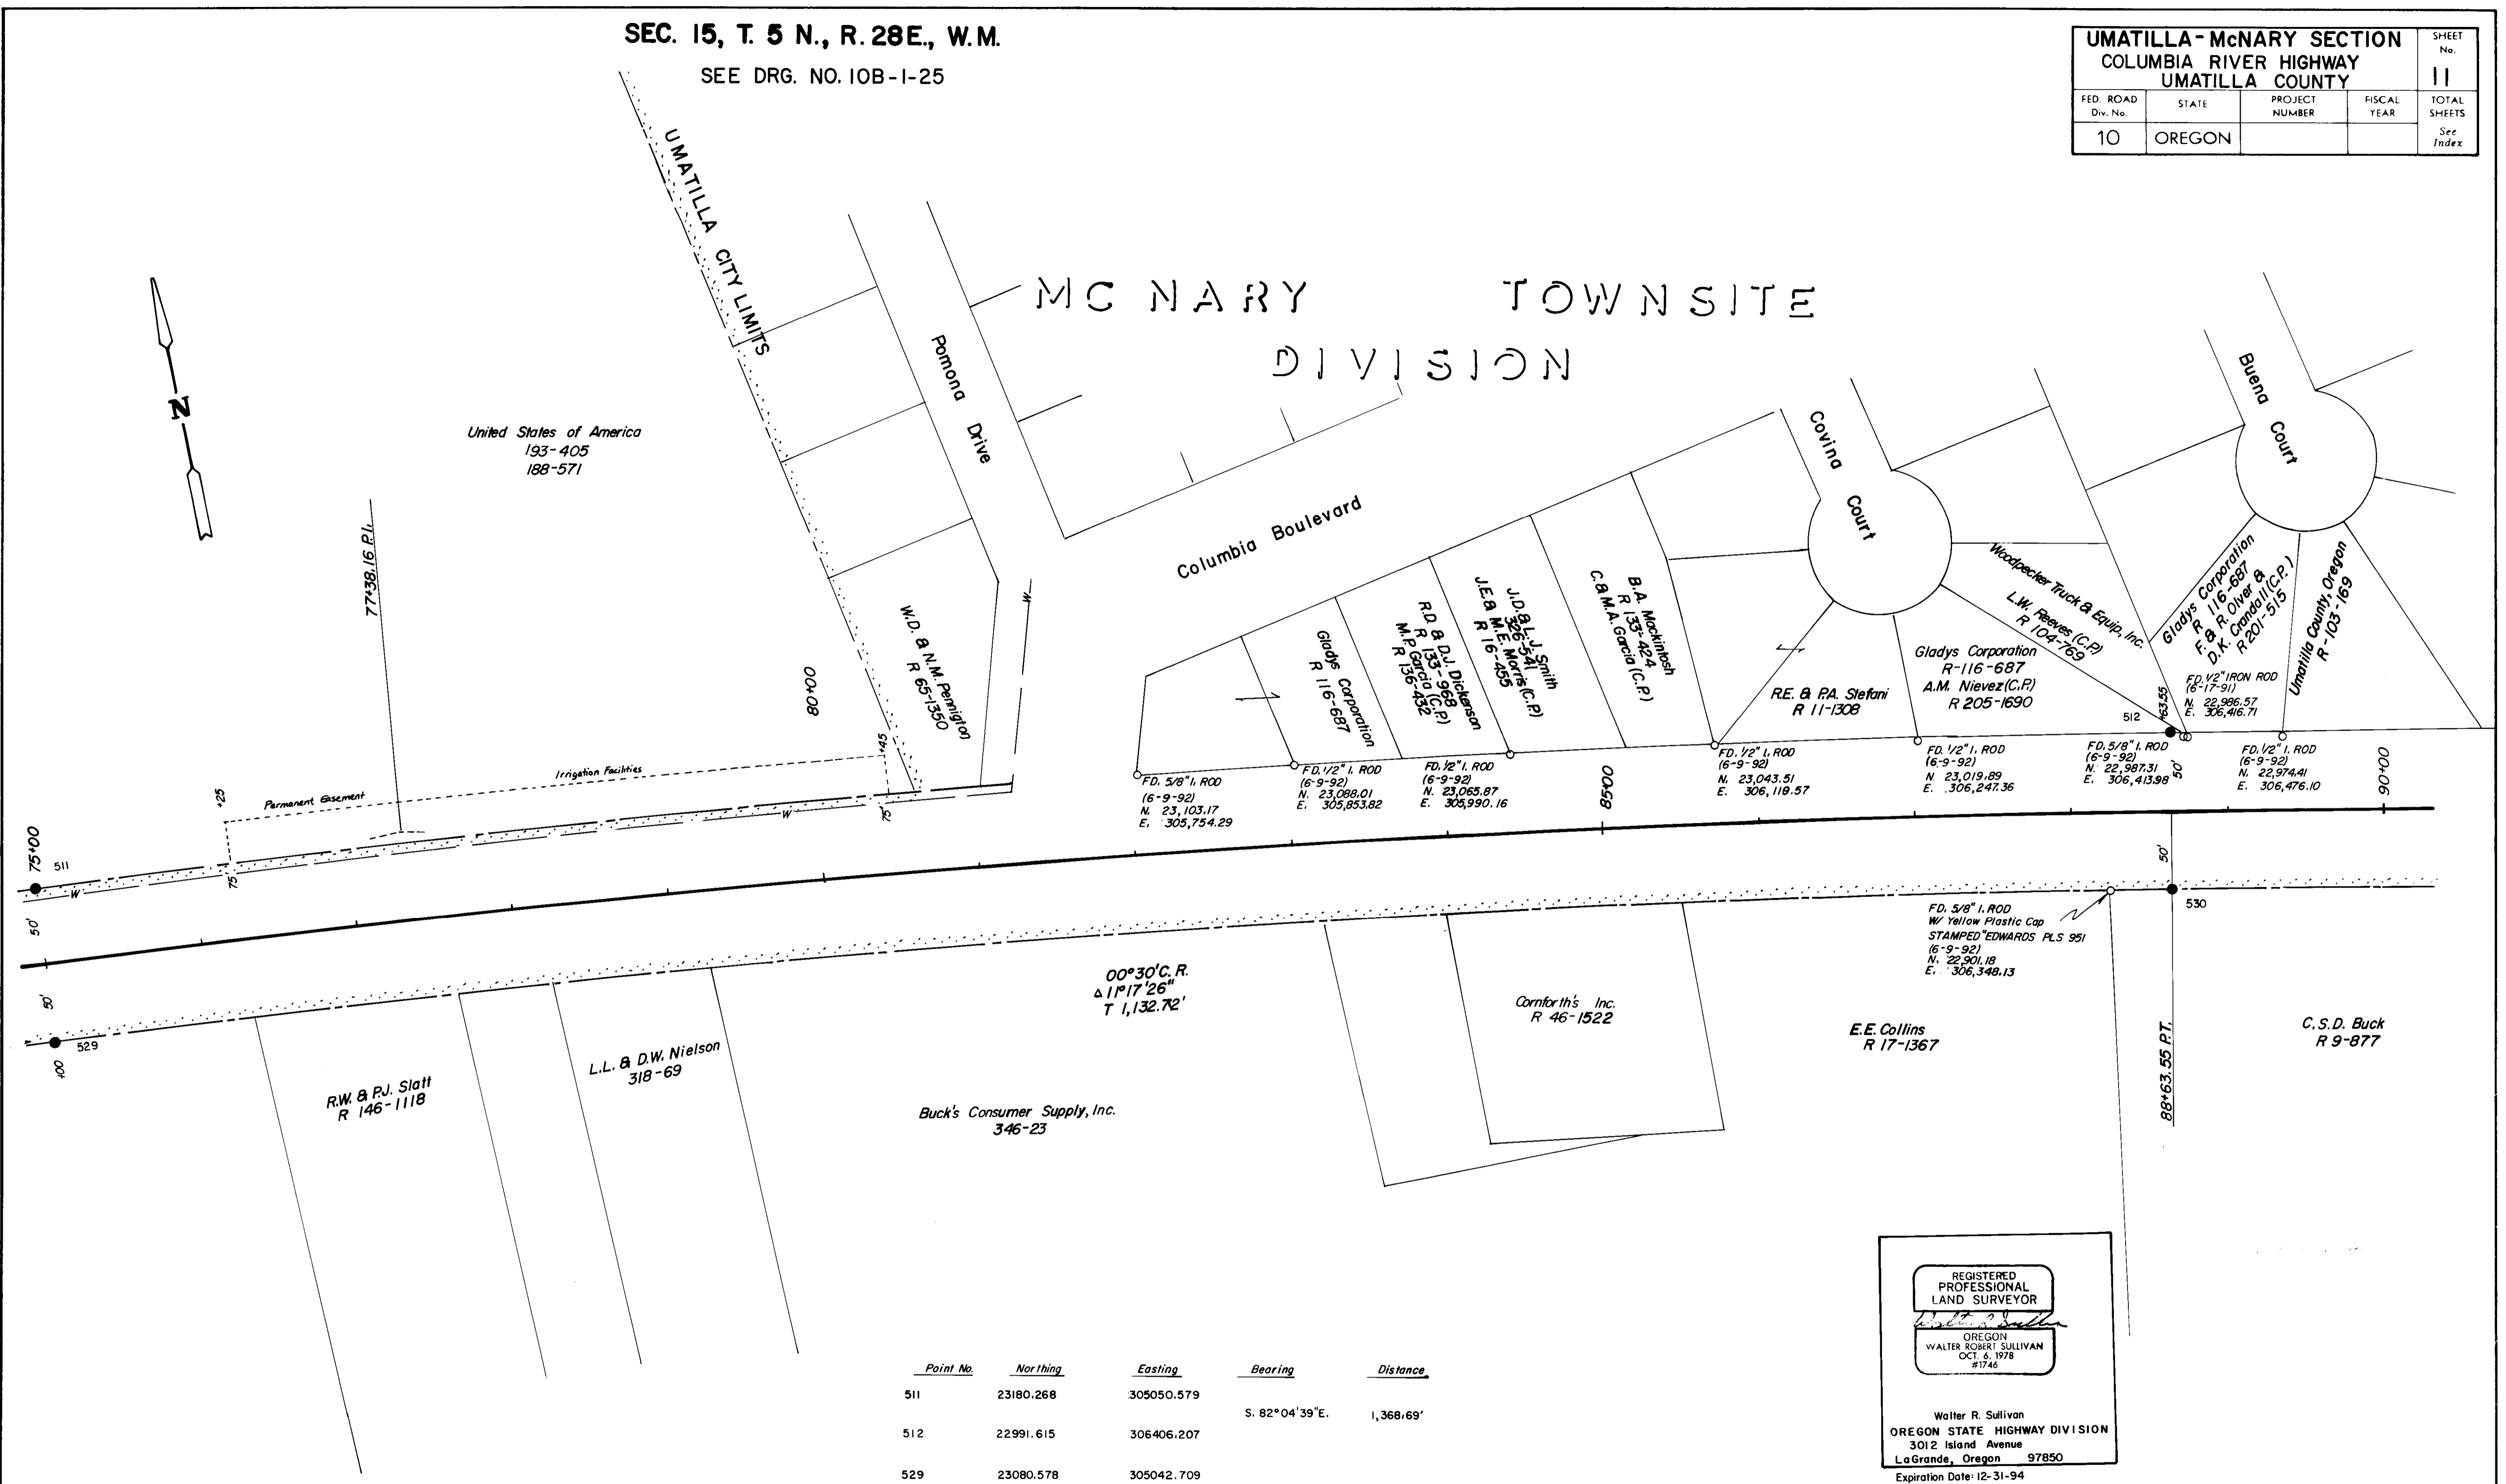 SEC. 15, T. 5 N., R. 28E., W.M.
SEE DRG. NO. 10B-1-25
UMATILLA-McNARY SECTION
COLUMBIA RIVER HIGHWAY
UMATILLA COUNTY
SHEET
No.
11
FED. ROAD
Div. No.
STATE
PROJECT
NUMBER
FISCAL
YEAR
TOTAL
SHEETS
10
OREGON
See
Index
UMATILLA CITY LIMITS
MC NARY TOWNSITE
DIVISION
N
United States of America
193-405
188-571
77+38.16 P.I.
Pomona Drive
Columbia Boulevard
Covina Court
Buena Court
W.D. & N.M. Pennigton
R 65-1350
W
80+00
+45
Irrigation Facilities
Permanent Easement
+25
75
75
W
W
75+00
511
50'
50'
529
+00
Gladys Corporation
R 116-687
R.D. & D.J. Dickenson
R 133-968
M.P. Garcia (C.P.)
R 136-432
J.D. & L.J. Smith
326-541
J.E. & M.E. Morris (C.P.)
R 116-455
B.A. Mackintosh
R 133-424
C. & M.A. Garcia (C.P.)
R.E. & P.A. Stefani
R 11-1308
Gladys Corporation
R-116-687
A.M. Nievez (C.P.)
R 205-1690
Woodpecker Truck & Equip, Inc.
L.W. Reeves (C.P.)
R 104-769
Gladys Corporation
R 116-687
F. & R. Olver &
D.K. Crandall (C.P.)
R 201-515
Umatilla County, Oregon
R-103-169
FD. 1/2" IRON ROD
(6-17-91)
N. 22,986.57
E. 306,416.71
512
+63.55
50'
FD. 5/8" I. ROD
(6-9-92)
N. 23,103.17
E. 305,754.29
FD. 1/2" I. ROD
(6-9-92)
N. 23,088.01
E. 305,853.82
FD. 1/2" I. ROD
(6-9-92)
N. 23,065.87
E. 305,990.16
85+00
FD. 1/2" I. ROD
(6-9-92)
N. 23,043.51
E. 306,119.57
FD. 1/2" I. ROD
(6-9-92)
N. 23,019.89
E. 306,247.36
FD. 5/8" I. ROD
(6-9-92)
N. 22,987.31
E. 306,413.98
FD. 1/2" I. ROD
(6-9-92)
N. 22,974.41
E. 306,476.10
90+00
50'
530
FD. 5/8" I. ROD
W/ Yellow Plastic Cap
STAMPED "EDWARDS PLS 951
(6-9-92)
N. 22,901.18
E. 306,348.13
00°30' C.R.
Δ 11°17'26"
T 1,132.72'
R.W. & P.J. Slatt
R 146-1118
L.L. & D.W. Nielson
318-69
Buck's Consumer Supply, Inc.
346-23
Cornforth's Inc.
R 46-1522
E.E. Collins
R 17-1367
88+63.55 P.T.
C.S.D. Buck
R 9-877
Point No. Northing Easting Bearing Distance
511 23180.268 305050.579
S. 82°04'39"E. 1,368.69'
512 22991.615 306406.207
529 23080.578 305042.709
REGISTERED
PROFESSIONAL
LAND SURVEYOR
OREGON
WALTER ROBERT SULLIVAN
OCT. 6, 1978
#1746
Walter R. Sullivan
OREGON STATE HIGHWAY DIVISION
3012 Island Avenue
LaGrande, Oregon 97850
Expiration Date: 12-31-94